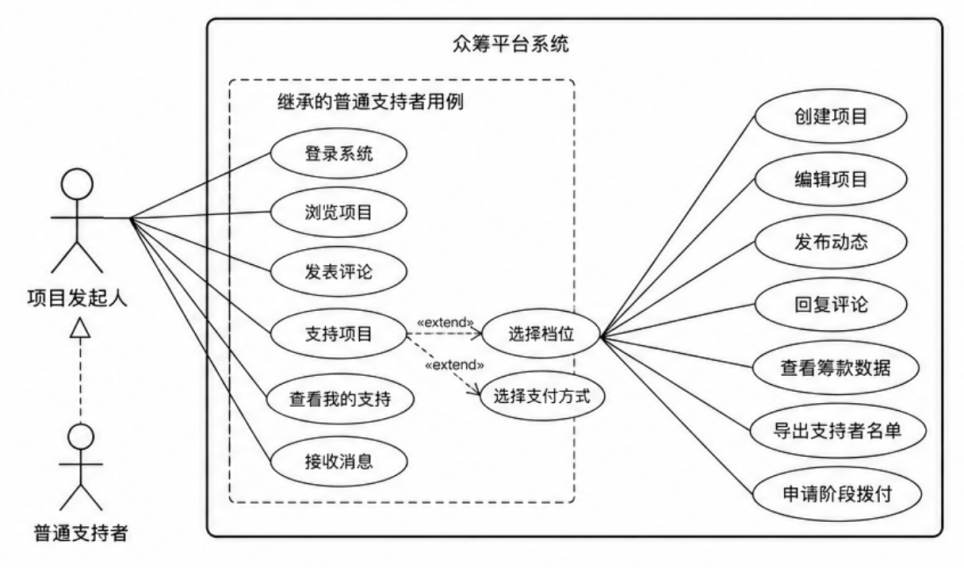 众筹平台系统
继承的普通支持者用例
登录系统
浏览项目
发表评论
支持项目
查看我的支持
接收消息
«extend»
«extend»
选择档位
选择支付方式
创建项目
编辑项目
发布动态
回复评论
查看筹款数据
导出支持者名单
申请阶段拨付
项目发起人
普通支持者